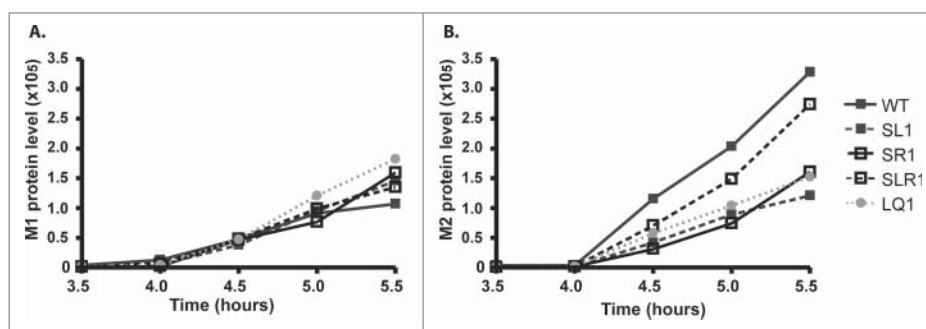 A.
M1 protein level (x10⁵)
3.5
3.0
2.5
2.0
1.5
1.0
0.5
0
3.5 4.0 4.5 5.0 5.5
Time (hours)
B.
M2 protein level (x10⁵)
3.5
3.0
2.5
2.0
1.5
1.0
0.5
0
3.5 4.0 4.5 5.0 5.5
Time (hours)
WT
SL1
SR1
SLR1
LQ1